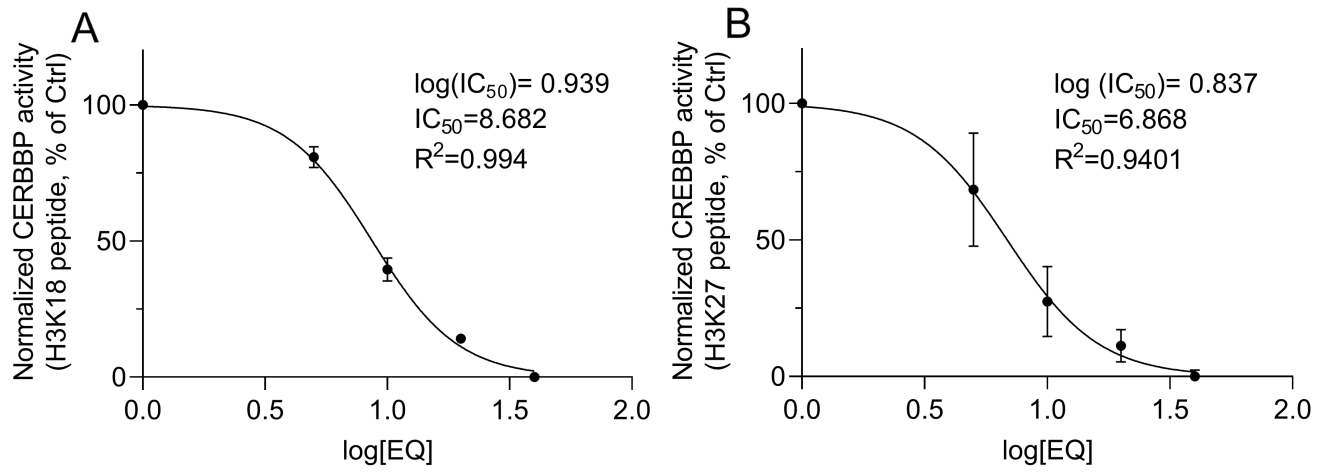 A
Normalized CERBBP activity
(H3K18 peptide, % of Ctrl)
100
50
0
0.0 0.5 1.0 1.5 2.0
log[EQ]
log(IC50)= 0.939
IC50=8.682
R2=0.994
B
Normalized CREBBP activity
(H3K27 peptide, % of Ctrl)
100
50
0
0.0 0.5 1.0 1.5 2.0
log[EQ]
log (IC50)= 0.837
IC50=6.868
R2=0.9401